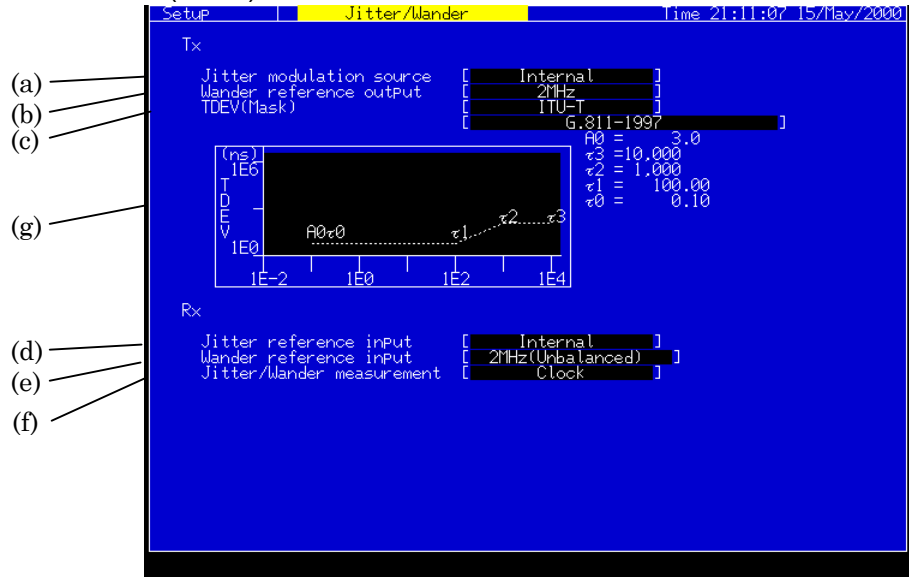 Setup Jitter/Wander Time 21:11:07 15/May/2000
Tx
(a) Jitter modulation source [ Internal ]
(b) Wander reference output [ 2MHz ]
(c) TDEV(Mask) [ ITU-T ]
[ G.811-1997 ]
A0 = 3.0
τ3 =10,000
τ2 = 1,000
τ1 = 100.00
τ0 = 0.10
(g)
(ns)
1E6
TDEV
τ2 τ3
A0τ0 τ1
1E0
1E-2 1E0 1E2 1E4
Rx
(d) Jitter reference input [ Internal ]
(e) Wander reference input [ 2MHz(Unbalanced) ]
(f) Jitter/Wander measurement [ Clock ]